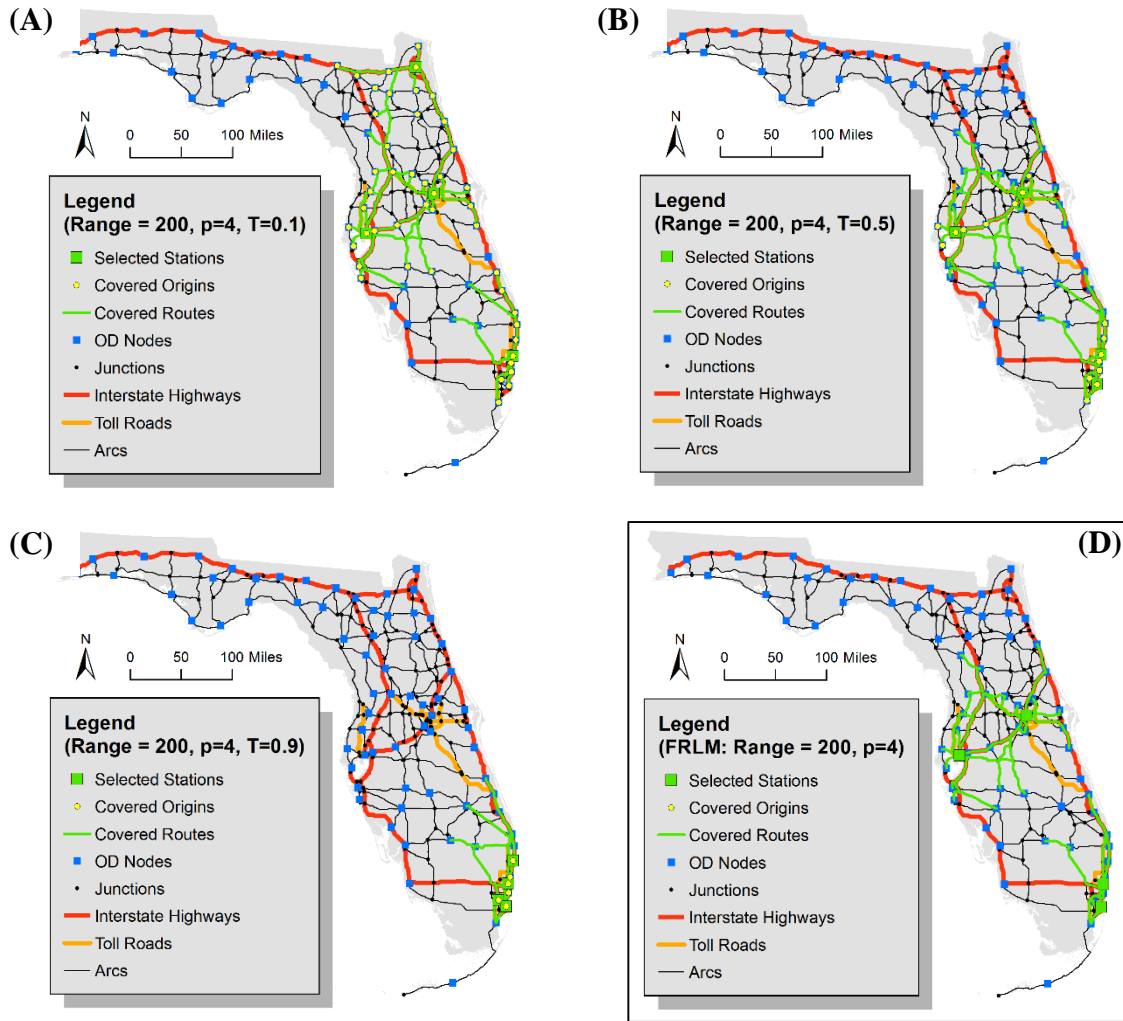 (A)
N
0 50 100 Miles
Legend
(Range = 200, p=4, T=0.1)
Selected Stations
Covered Origins
Covered Routes
OD Nodes
Junctions
Interstate Highways
Toll Roads
Arcs
(B)
N
0 50 100 Miles
Legend
(Range = 200, p=4, T=0.5)
Selected Stations
Covered Origins
Covered Routes
OD Nodes
Junctions
Interstate Highways
Toll Roads
Arcs
(C)
N
0 50 100 Miles
Legend
(Range = 200, p=4, T=0.9)
Selected Stations
Covered Origins
Covered Routes
OD Nodes
Junctions
Interstate Highways
Toll Roads
Arcs
(D)
N
0 50 100 Miles
Legend
(FRLM: Range = 200, p=4)
Selected Stations
Covered Origins
Covered Routes
OD Nodes
Junctions
Interstate Highways
Toll Roads
Arcs